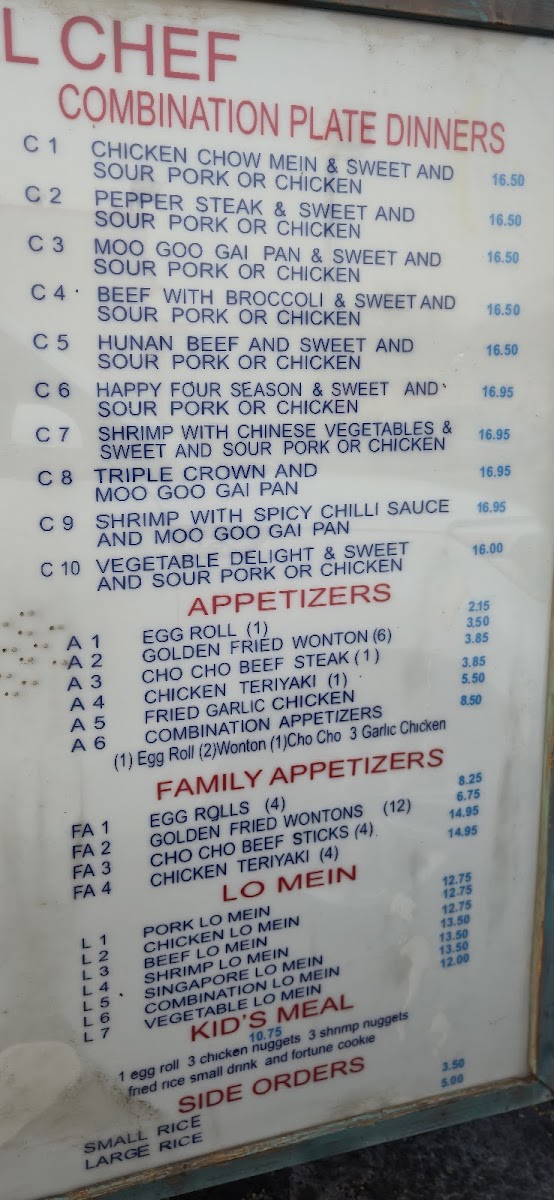 L CHEF
COMBINATION PLATE DINNERS
C 1 CHICKEN CHOW MEIN & SWEET AND
SOUR PORK OR CHICKEN 16.50
C 2 PEPPER STEAK & SWEET AND
SOUR PORK OR CHICKEN 16.50
C 3 MOO GOO GAI PAN & SWEET AND
SOUR PORK OR CHICKEN 16.50
C 4 BEEF WITH BROCCOLI & SWEET AND
SOUR PORK OR CHICKEN 16.50
C 5 HUNAN BEEF AND SWEET AND
SOUR PORK OR CHICKEN 16.50
C 6 HAPPY FOUR SEASON & SWEET AND
SOUR PORK OR CHICKEN 16.95
C 7 SHRIMP WITH CHINESE VEGETABLES &
SWEET AND SOUR PORK OR CHICKEN 16.95
C 8 TRIPLE CROWN AND
MOO GOO GAI PAN 16.95
C 9 SHRIMP WITH SPICY CHILLI SAUCE
AND MOO GOO GAI PAN 16.95
C 10 VEGETABLE DELIGHT & SWEET
AND SOUR PORK OR CHICKEN 16.00
APPETIZERS
A 1 EGG ROLL (1) 2.15
A 2 GOLDEN FRIED WONTON (6) 3.50
A 3 CHO CHO BEEF STEAK (1) 3.85
A 4 CHICKEN TERIYAKI (1) 3.85
A 5 FRIED GARLIC CHICKEN 5.50
A 6 COMBINATION APPETIZERS 8.50
(1) Egg Roll (2)Wonton (1)Cho Cho 3 Garlic Chicken
FAMILY APPETIZERS
FA 1 EGG ROLLS (4) 8.25
FA 2 GOLDEN FRIED WONTONS (12) 6.75
FA 3 CHO CHO BEEF STICKS (4) 14.95
FA 4 CHICKEN TERIYAKI (4) 14.95
LO MEIN
L 1 PORK LO MEIN 12.75
L 2 CHICKEN LO MEIN 12.75
L 3 BEEF LO MEIN 12.75
L 4 SHRIMP LO MEIN 13.50
L 5 SINGAPORE LO MEIN 13.50
L 6 COMBINATION LO MEIN 13.50
L 7 VEGETABLE LO MEIN 12.00
KID'S MEAL
10.75
1 egg roll 3 chicken nuggets 3 shrimp nuggets
fried rice small drink and fortune cookie
SIDE ORDERS
SMALL RICE 3.50
LARGE RICE 5.00